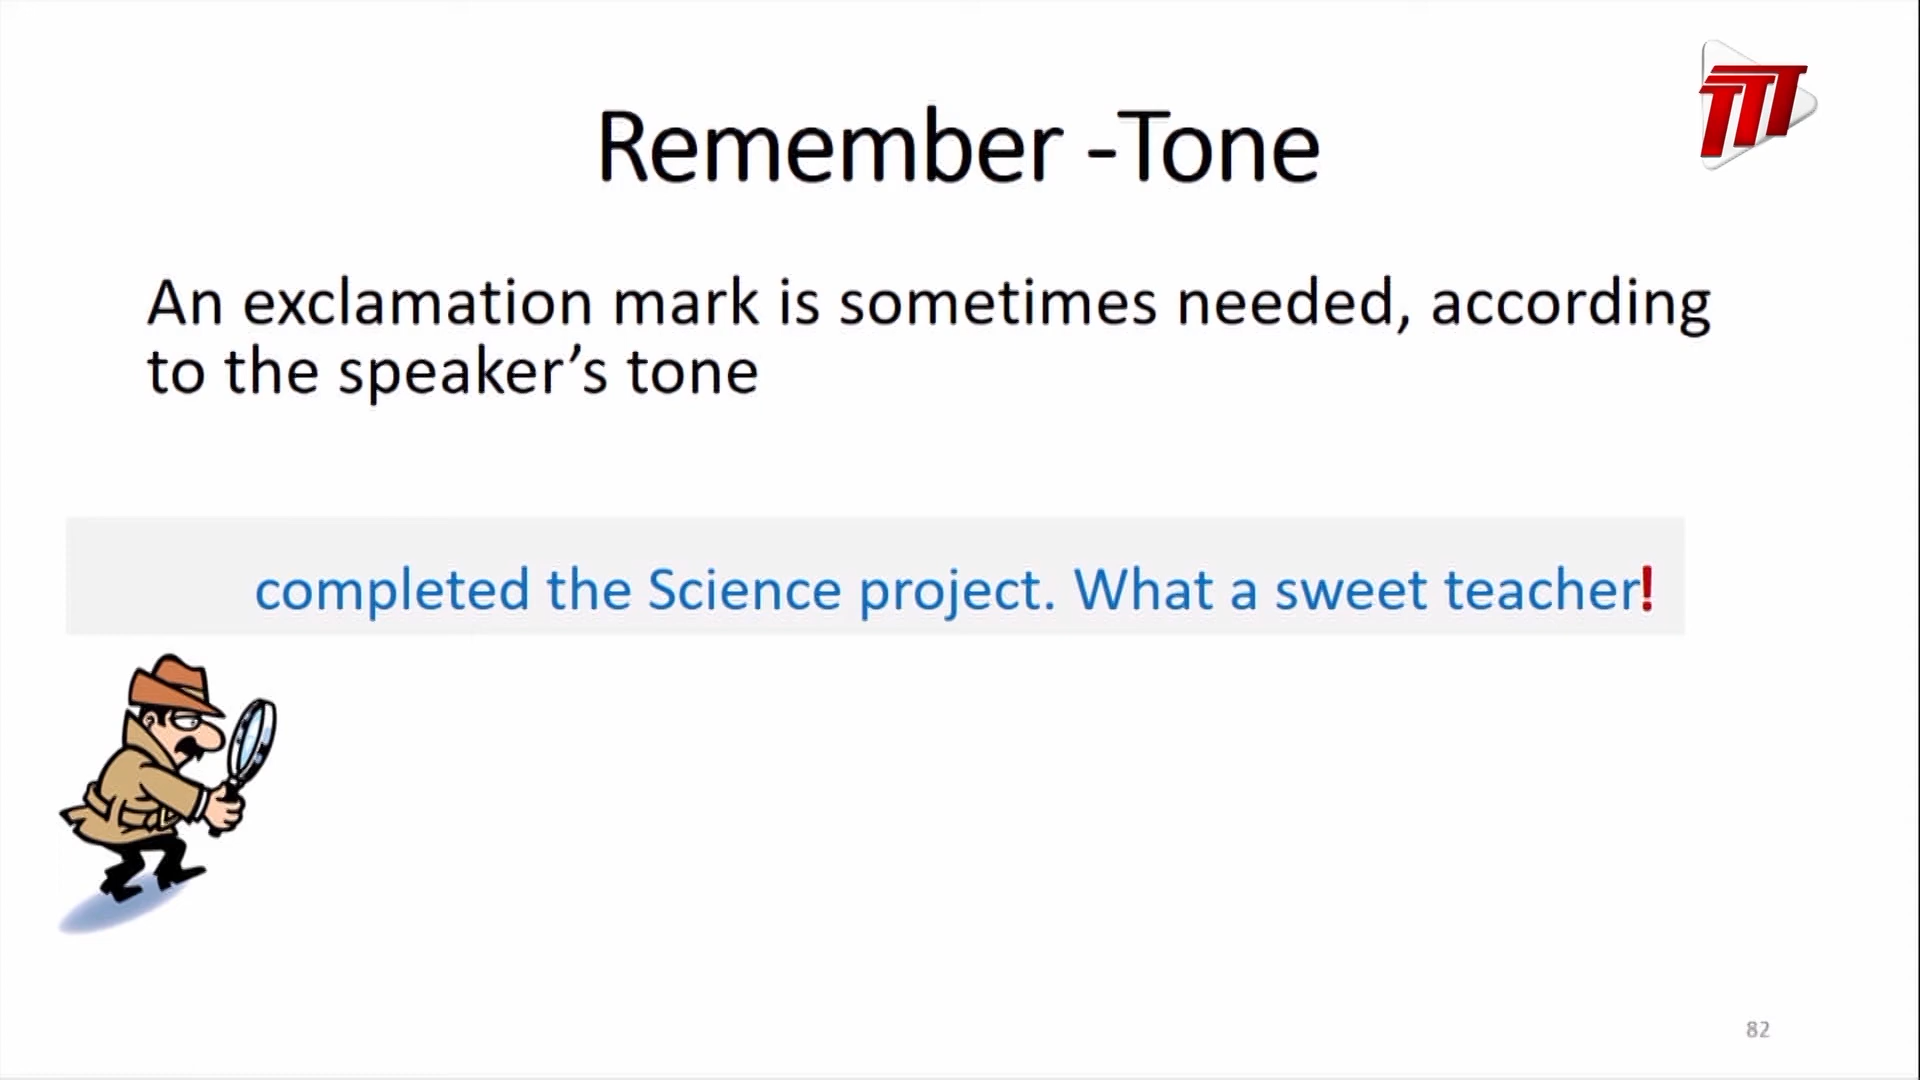 TTT
Remember -Tone
An exclamation mark is sometimes needed, according
to the speaker’s tone
completed the Science project. What a sweet teacher!
82